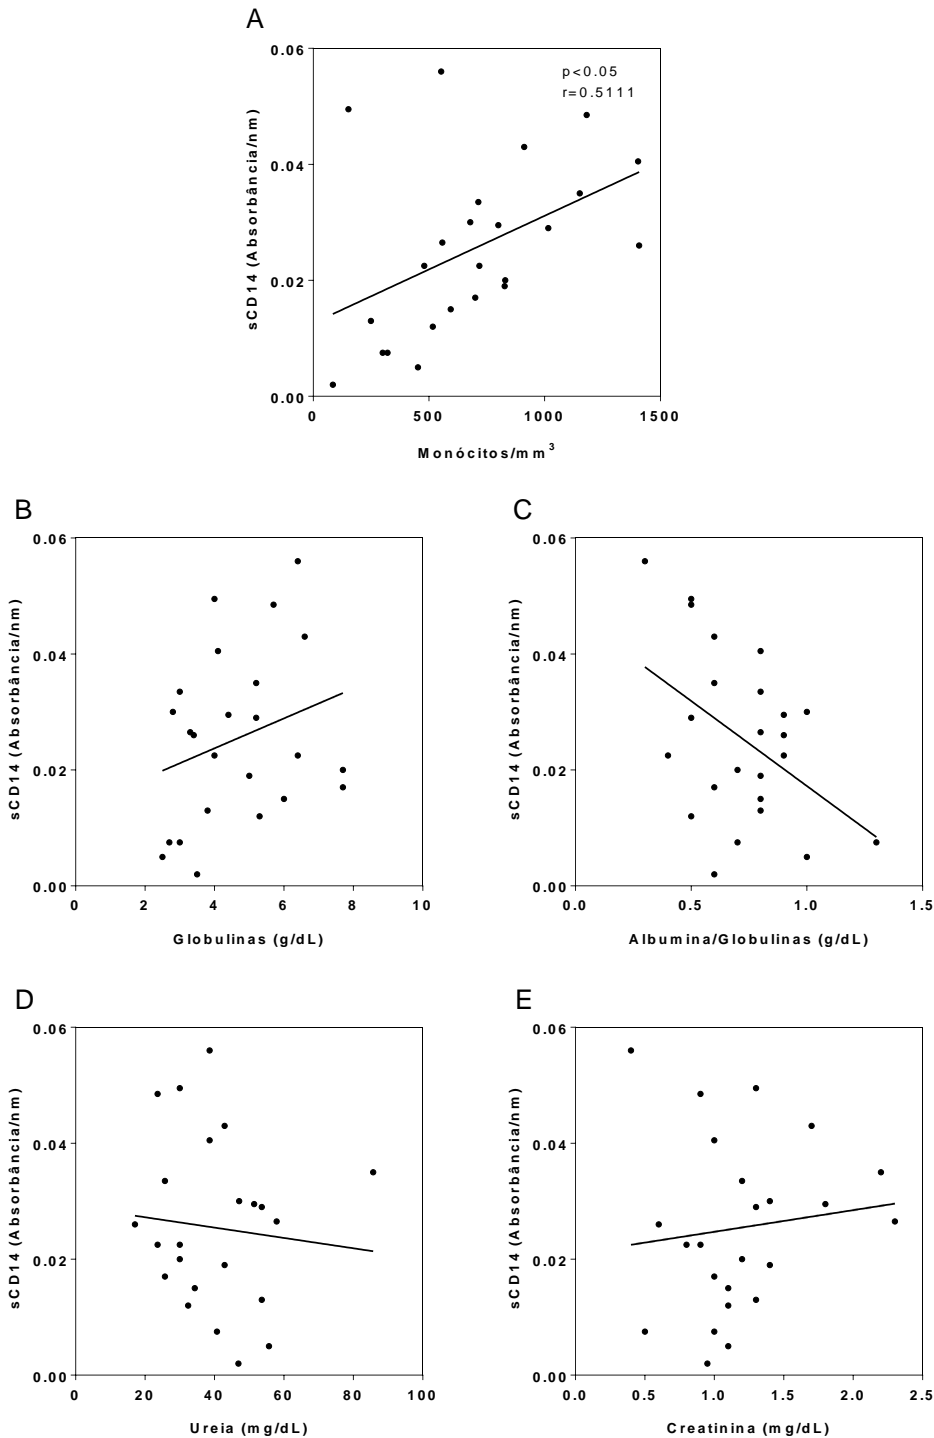 A
p<0.05
r=0.5111
sCD14 (Absorbância/nm)
0.06
0.04
0.02
0.00
0 500 1000 1500
Monócitos/mm³
B
sCD14 (Absorbância/nm)
0.06
0.04
0.02
0.00
0 2 4 6 8 10
Globulinas (g/dL)
C
sCD14 (Absorbância/nm)
0.06
0.04
0.02
0.00
0.0 0.5 1.0 1.5
Albumina/Globulinas (g/dL)
D
sCD14 (Absorbância/nm)
0.06
0.04
0.02
0.00
0 20 40 60 80 100
Ureia (mg/dL)
E
sCD14 (Absorbância/nm)
0.06
0.04
0.02
0.00
0.0 0.5 1.0 1.5 2.0 2.5
Creatinina (mg/dL)